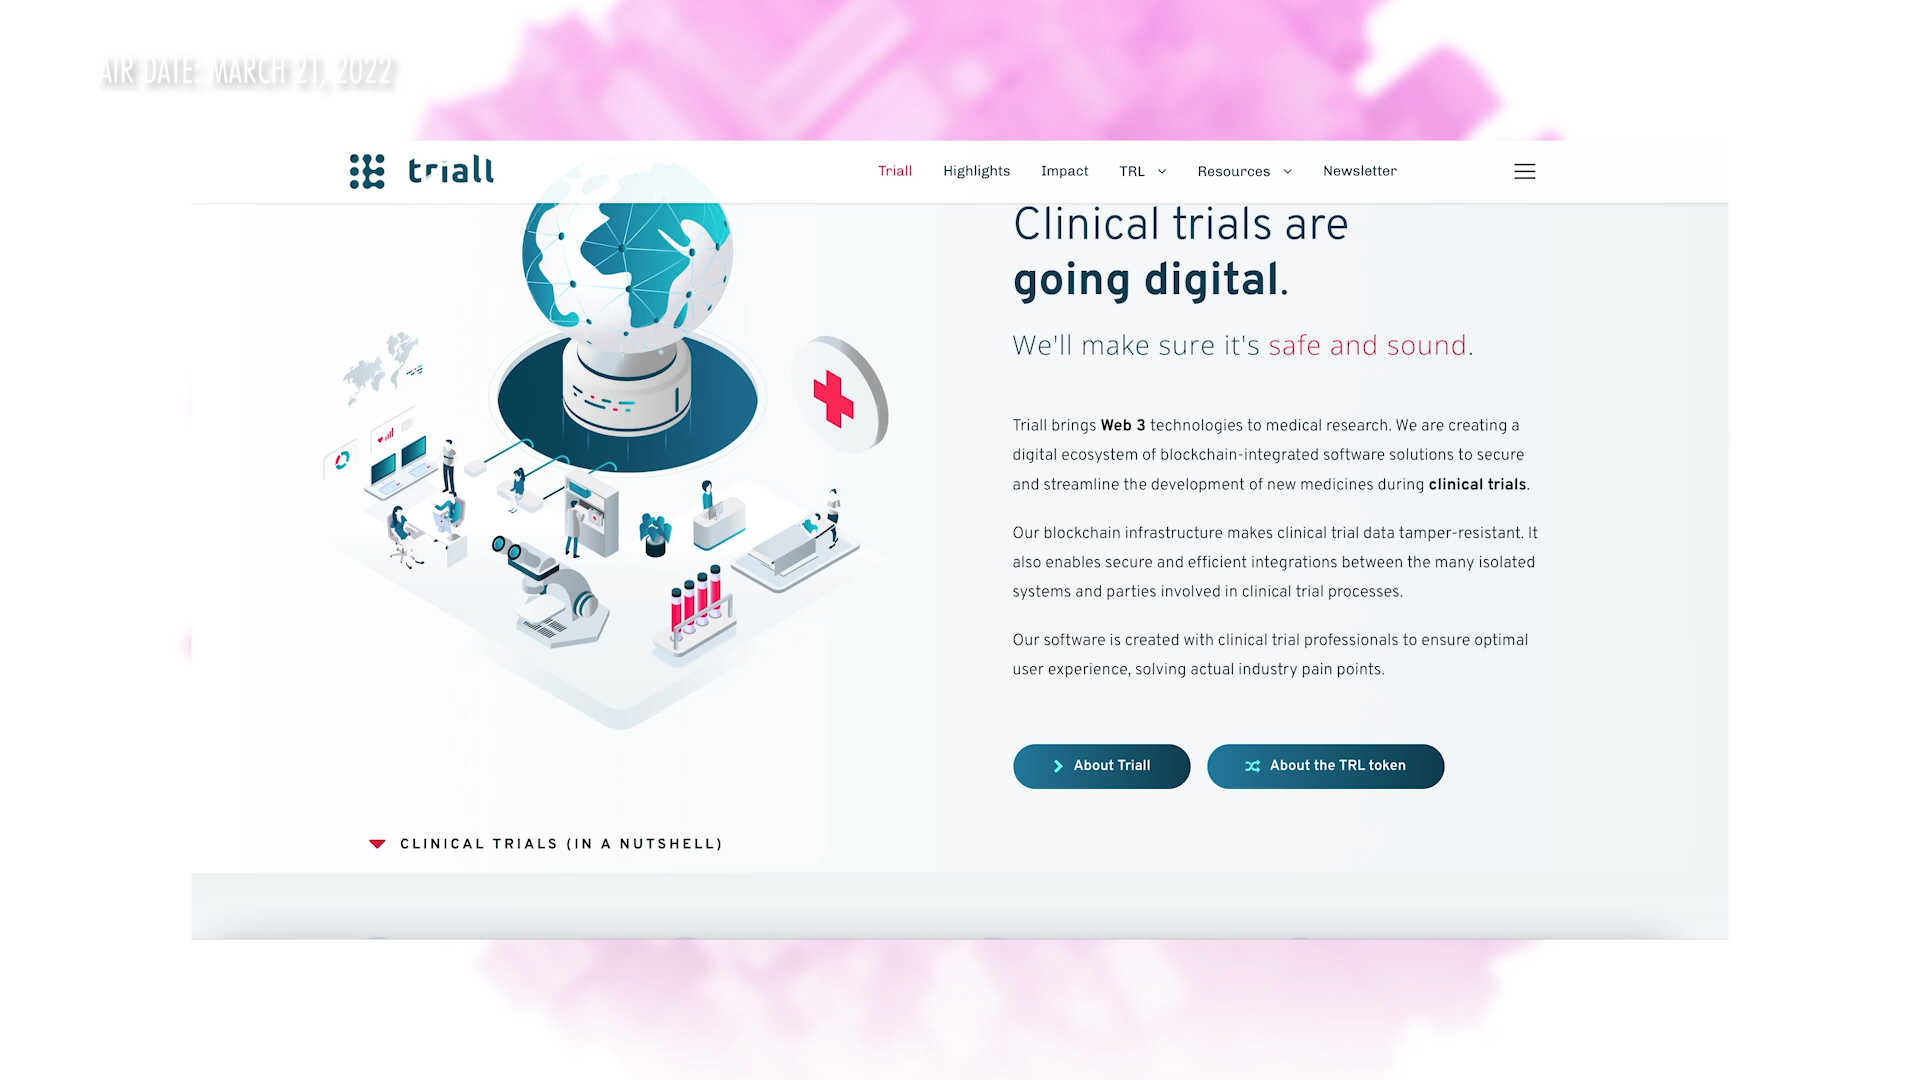 AIR DATE: MARCH 21, 2022
triall
Triall Highlights Impact TRL Resources Newsletter
Clinical trials are
going digital.
We'll make sure it's safe and sound.
Triall brings Web 3 technologies to medical research. We are creating a
digital ecosystem of blockchain-integrated software solutions to secure
and streamline the development of new medicines during clinical trials.
Our blockchain infrastructure makes clinical trial data tamper-resistant. It
also enables secure and efficient integrations between the many isolated
systems and parties involved in clinical trial processes.
Our software is created with clinical trial professionals to ensure optimal
user experience, solving actual industry pain points.
About Triall
About the TRL token
CLINICAL TRIALS (IN A NUTSHELL)